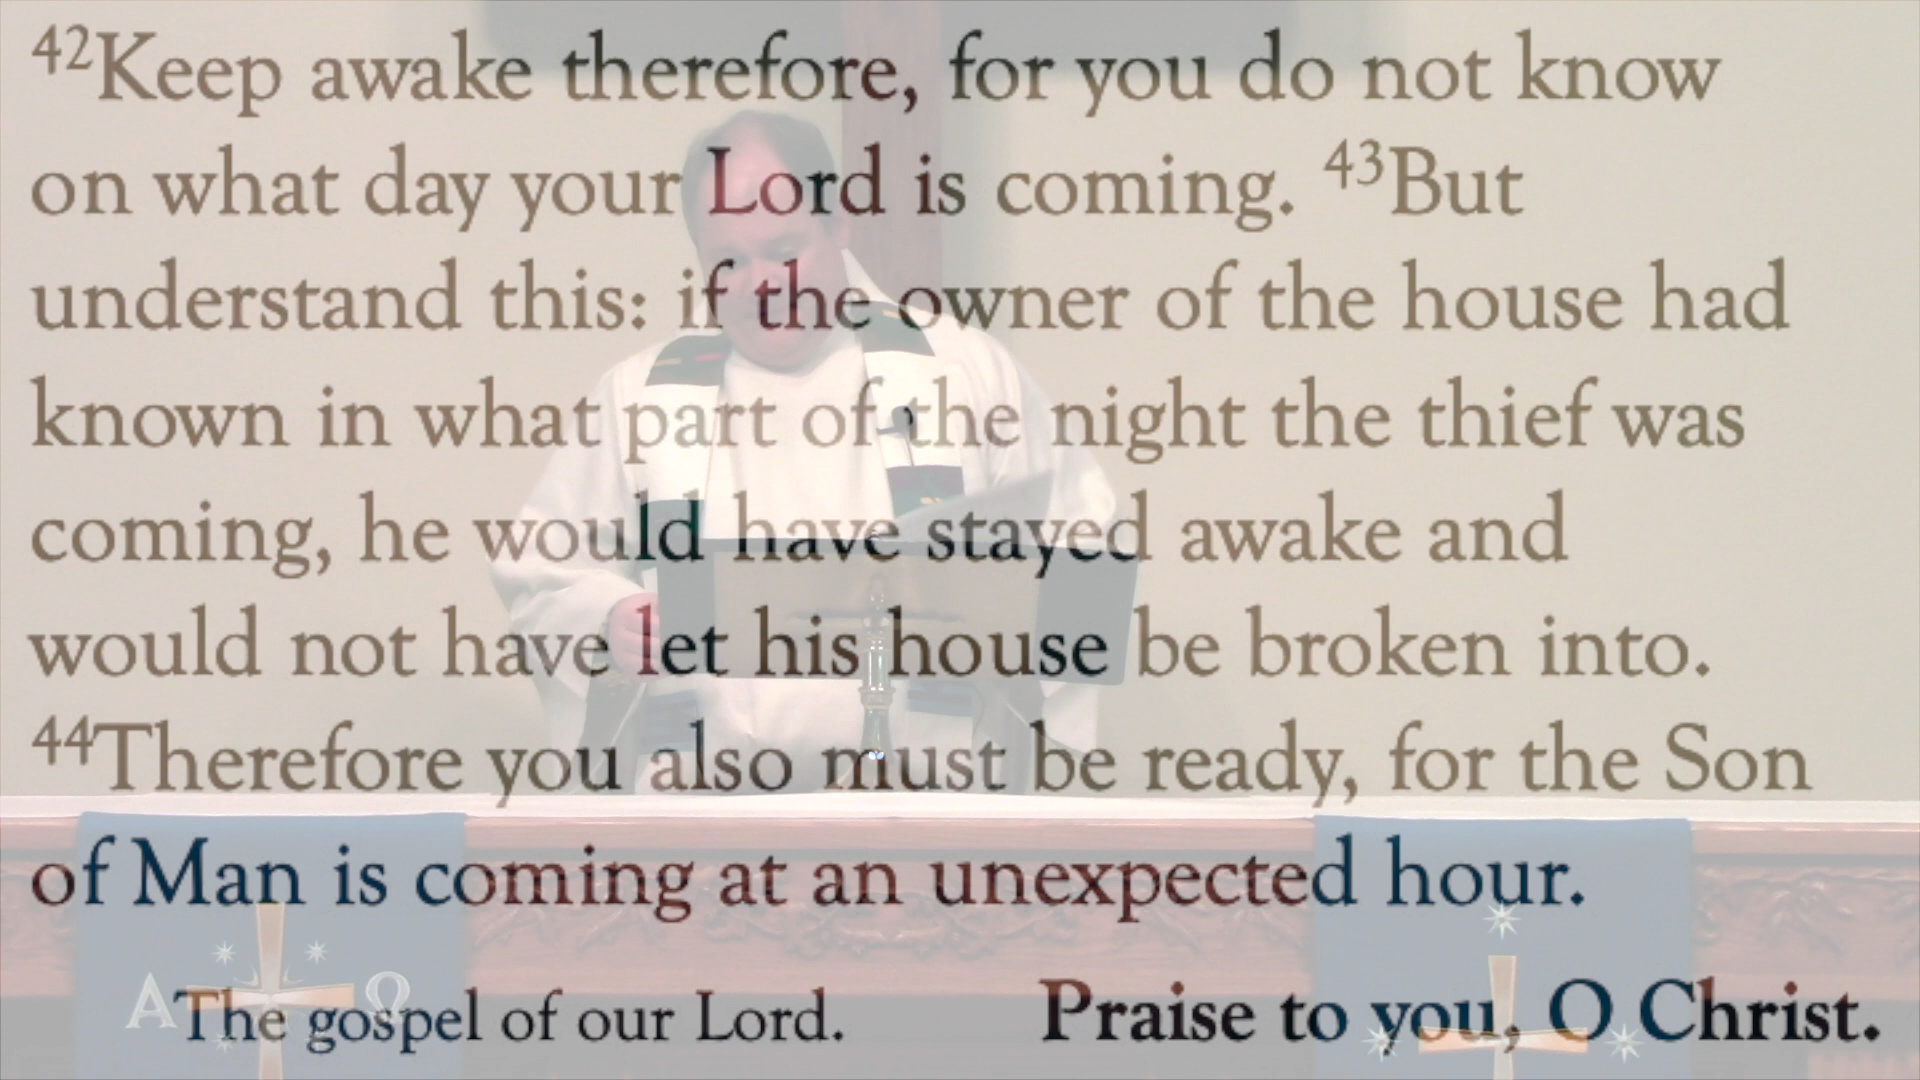 42Keep awake therefore, for you do not know
on what day your Lord is coming. 43But
understand this: if the owner of the house had
known in what part of the night the thief was
coming, he would have stayed awake and
would not have let his house be broken into.
44Therefore you also must be ready, for the Son
of Man is coming at an unexpected hour.
The gospel of our Lord. Praise to you, O Christ.
Α Ω